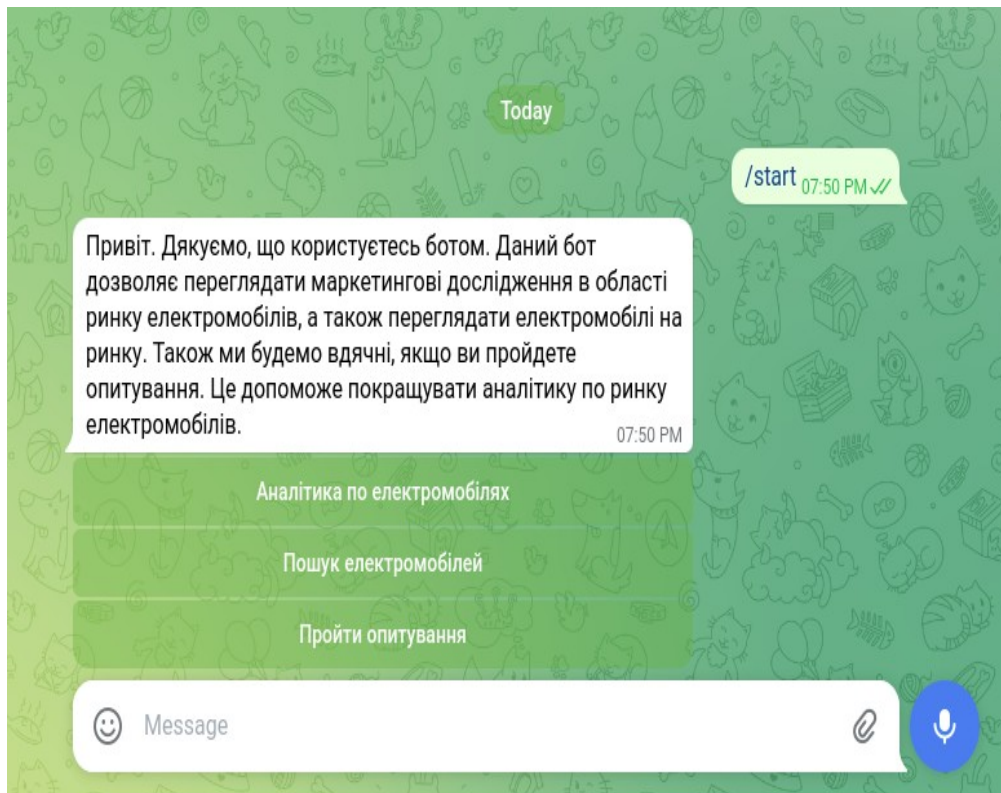 Today
/start 07:50 PM
Привіт. Дякуємо, що користуєтесь ботом. Даний бот
дозволяє переглядати маркетингові дослідження в області
ринку електромобілів, а також переглядати електромобілі на
ринку. Також ми будемо вдячні, якщо ви пройдете
опитування. Це допоможе покращувати аналітику по ринку
електромобілів.
07:50 PM
Аналітика по електромобілях
Пошук електромобілей
Пройти опитування
Message